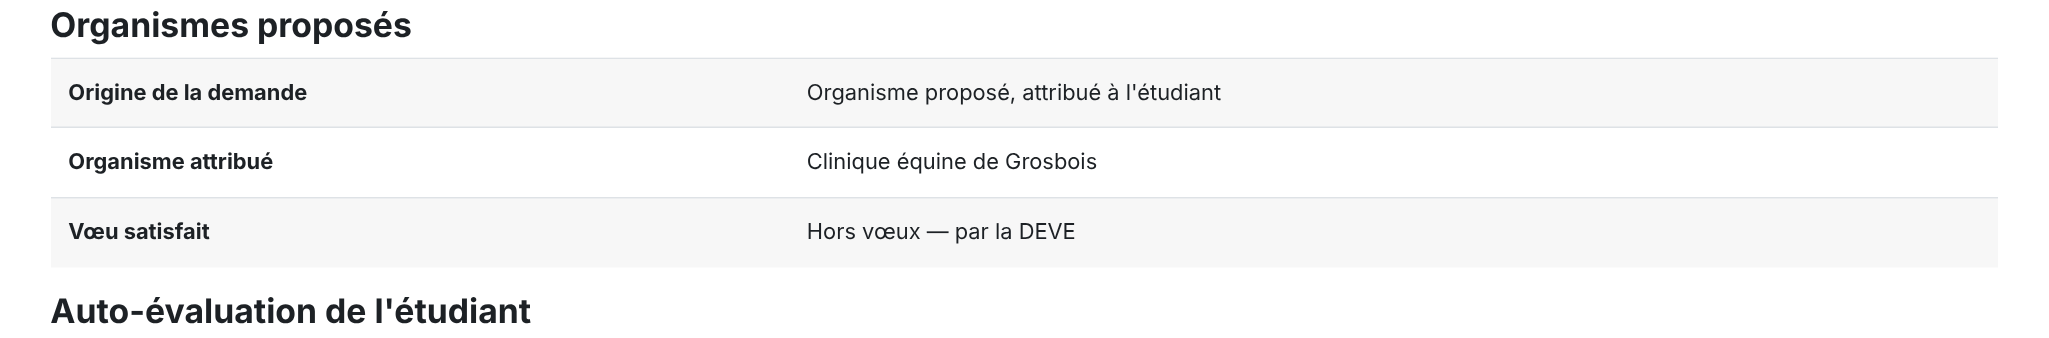 Organismes proposés
Origine de la demande Organisme proposé, attribué à l'étudiant
Organisme attribué Clinique équine de Grosbois
Vœu satisfait Hors vœux — par la DEVE
Auto-évaluation de l'étudiant